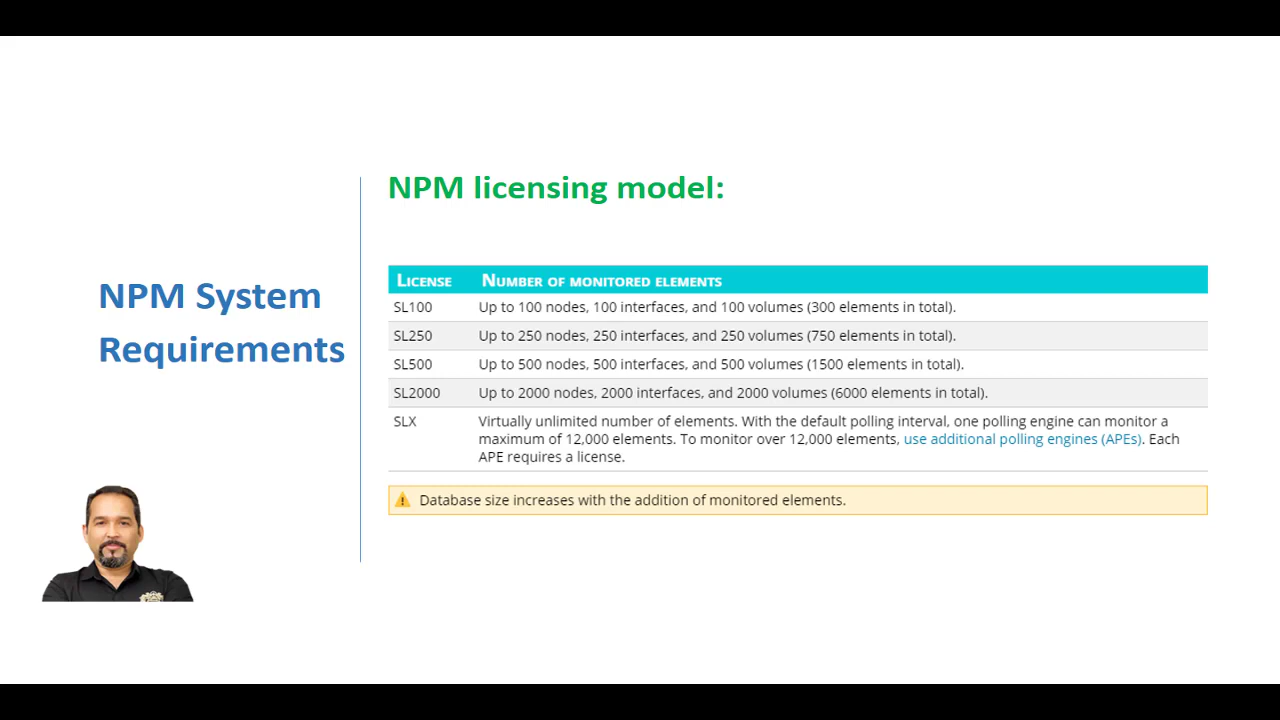 NPM System
Requirements
NPM licensing model:
LICENSE NUMBER OF MONITORED ELEMENTS
SL100 Up to 100 nodes, 100 interfaces, and 100 volumes (300 elements in total).
SL250 Up to 250 nodes, 250 interfaces, and 250 volumes (750 elements in total).
SL500 Up to 500 nodes, 500 interfaces, and 500 volumes (1500 elements in total).
SL2000 Up to 2000 nodes, 2000 interfaces, and 2000 volumes (6000 elements in total).
SLX Virtually unlimited number of elements. With the default polling interval, one polling engine can monitor a
maximum of 12,000 elements. To monitor over 12,000 elements, use additional polling engines (APEs). Each
APE requires a license.
Database size increases with the addition of monitored elements.